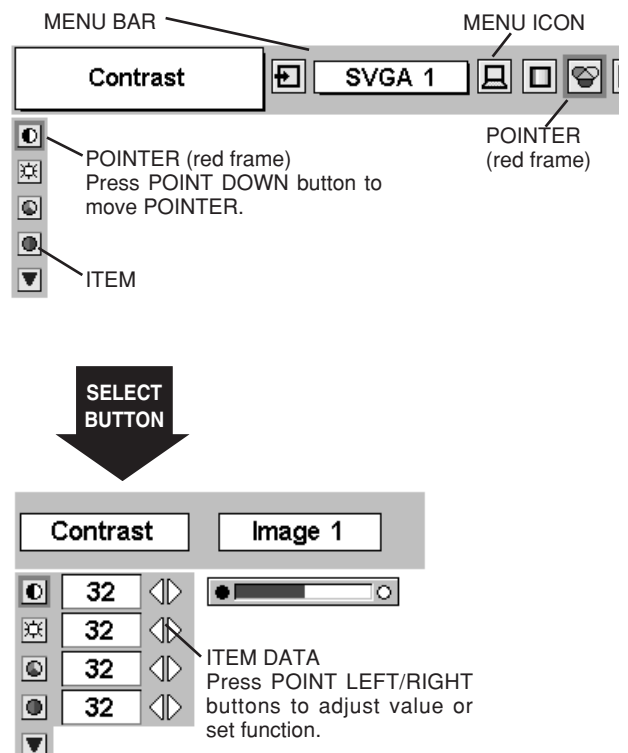 MENU BAR
MENU ICON
Contrast
SVGA 1
POINTER
(red frame)
POINTER (red frame)
Press POINT DOWN button to
move POINTER.
ITEM
SELECT
BUTTON
Contrast
Image 1
32
32
32
32
ITEM DATA
Press POINT LEFT/RIGHT
buttons to adjust value or
set function.